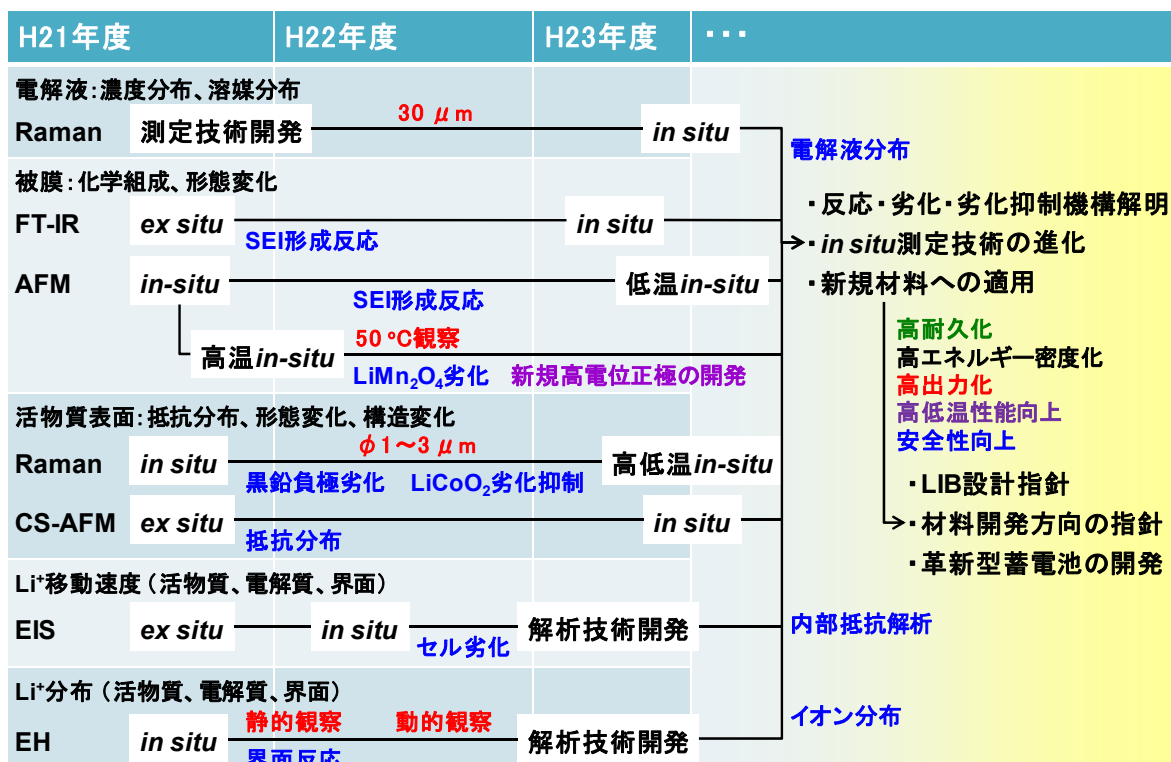 H21年度 H22年度 H23年度 ・・・
電解液：濃度分布、溶媒分布
Raman 測定技術開発 30 μm in situ
電解液分布
被膜：化学組成、形態変化
FT-IR ex situ in situ
SEI形成反応
AFM in-situ 低温in-situ
SEI形成反応
高温in-situ 50 ℃観察
LiMn₂O₄劣化 新規高電位正極の開発
・反応・劣化・劣化抑制機構解明
・in situ測定技術の進化
・新規材料への適用
高耐久化
高エネルギー密度化
高出力化
高低温性能向上
安全性向上
・LIB設計指針
・材料開発方向の指針
・革新型蓄電池の開発
活物質表面：抵抗分布、形態変化、構造変化
Raman in situ φ1～3 μm 高低温in-situ
黒鉛負極劣化 LiCoO₂劣化抑制
CS-AFM ex situ in situ
抵抗分布
Li⁺移動速度（活物質、電解質、界面）
EIS ex situ in situ 解析技術開発
セル劣化
内部抵抗解析
Li⁺分布（活物質、電解質、界面）
静的観察 動的観察
イオン分布
EH in situ 解析技術開発
界面反応